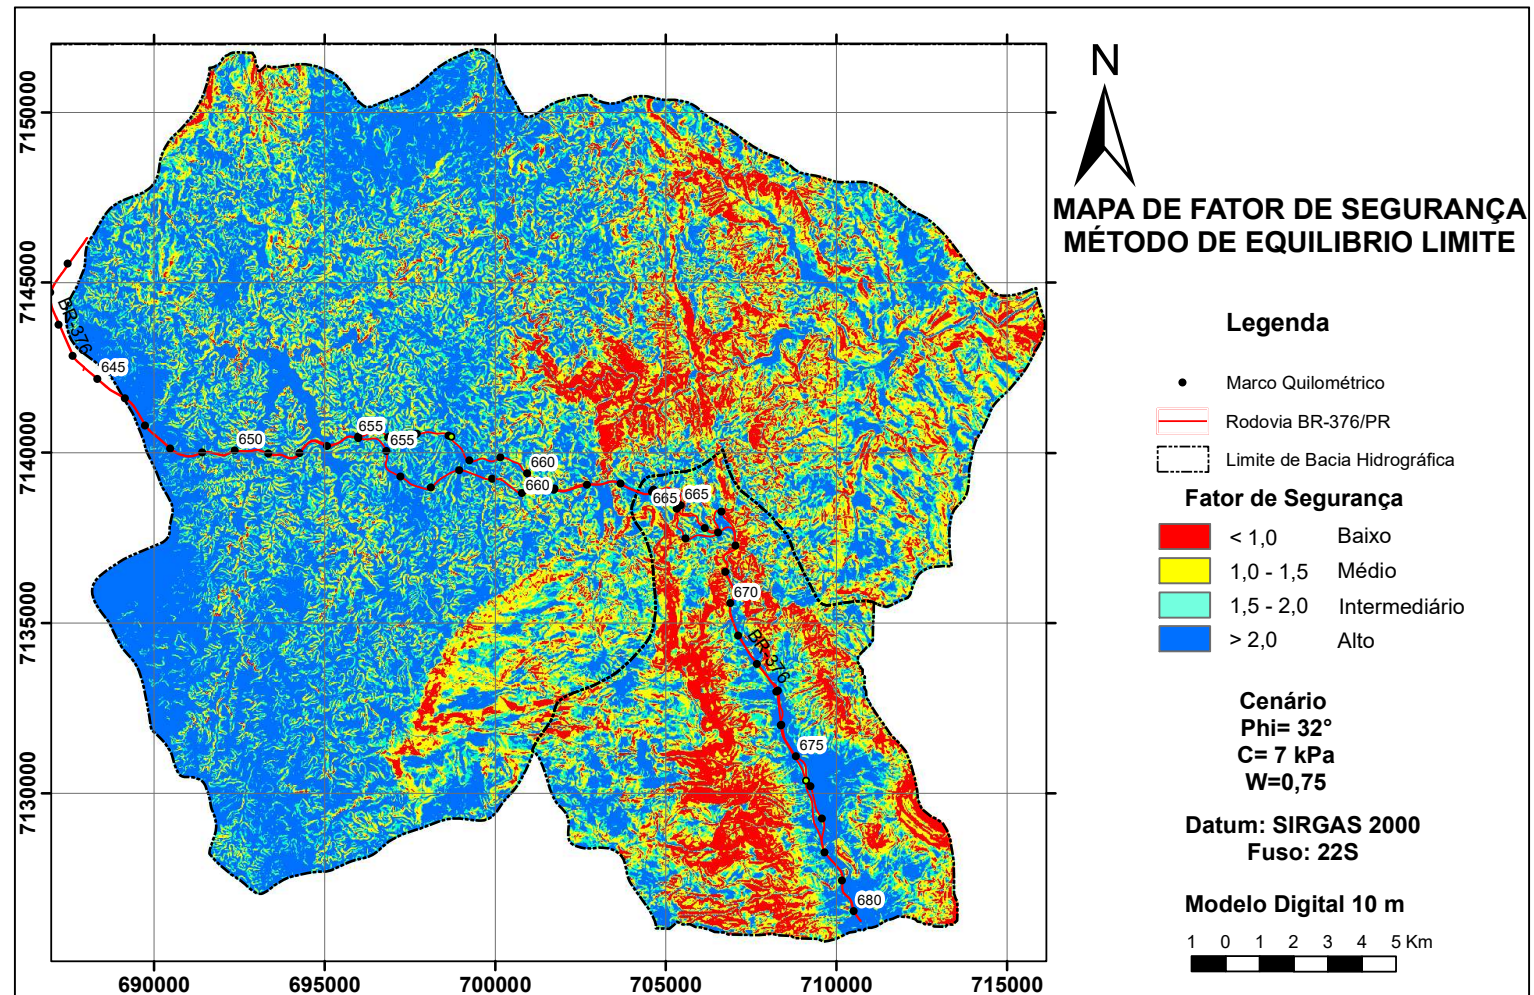 7150000
7145000
7140000
7135000
7130000
690000
695000
700000
705000
710000
715000
BR-376
645
650
655
655
660
660
665
665
670
BR-376
675
680
N
MAPA DE FATOR DE SEGURANÇA
MÉTODO DE EQUILIBRIO LIMITE
Legenda
Marco Quilométrico
Rodovia BR-376/PR
Limite de Bacia Hidrográfica
Fator de Segurança
< 1,0 Baixo
1,0 - 1,5 Médio
1,5 - 2,0 Intermediário
> 2,0 Alto
Cenário
Phi= 32°
C= 7 kPa
W=0,75
Datum: SIRGAS 2000
Fuso: 22S
Modelo Digital 10 m
1 0 1 2 3 4 5 Km